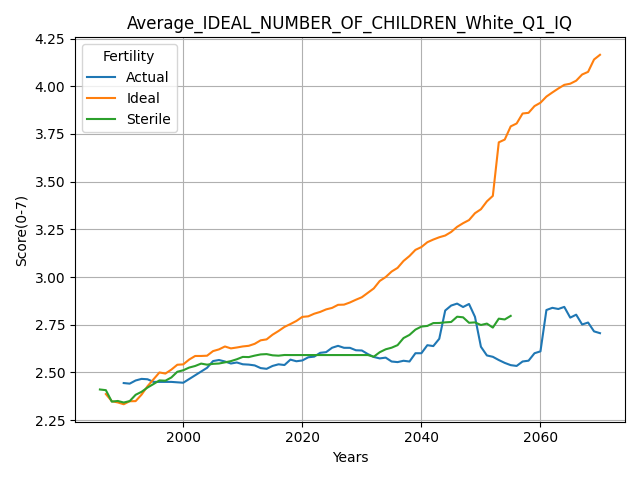 Average_IDEAL_NUMBER_OF_CHILDREN_White_Q1_IQ
Fertility
Actual
Ideal
Sterile
Score(0-7)
4.25
4.00
3.75
3.50
3.25
3.00
2.75
2.50
2.25
2000
2020
2040
2060
Years